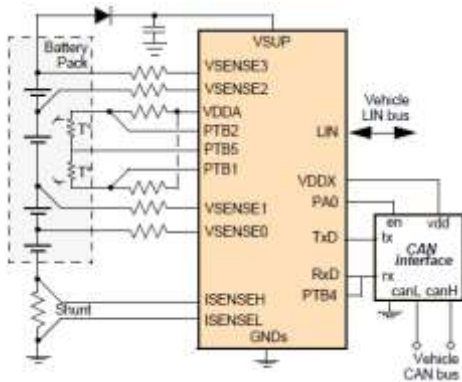 VSUP
Battery
Pack
VSENSE3
VSENSE2
VDDA
PTB2
PTB5
PTB1
VSENSE1
VSENSE0
ISENSEH
ISENSEL
GNDs
Shunt
T°
T°
LIN
Vehicle
LIN bus
VDDX
PA0
TxD
RxD
PTB4
en vdd
tx
CAN
Interface
rx
canL canH
Vehicle
CAN bus